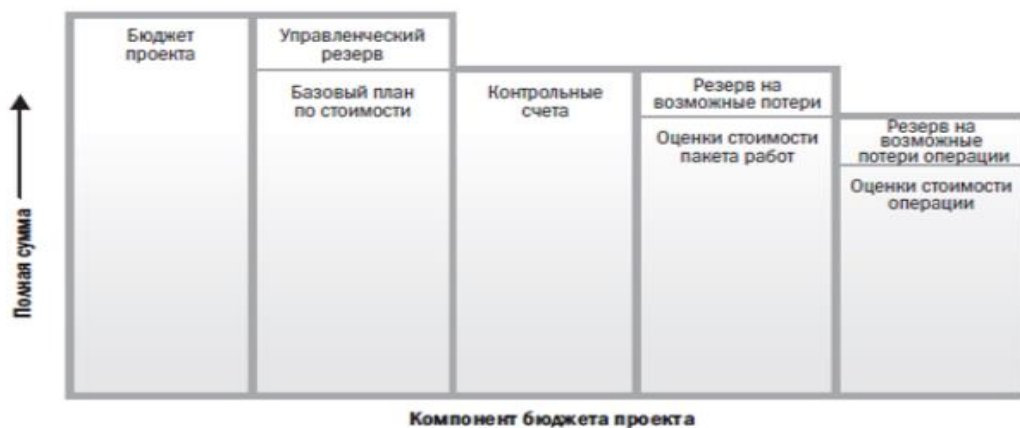 Бюджет
проекта
Управленческий
резерв
Базовый план
по стоимости
Контрольные
счета
Резерв на
возможные потери
Оценки стоимости
пакета работ
Резерв на
возможные
потери операции
Оценки стоимости
операции
Полная сумма
Компонент бюджета проекта